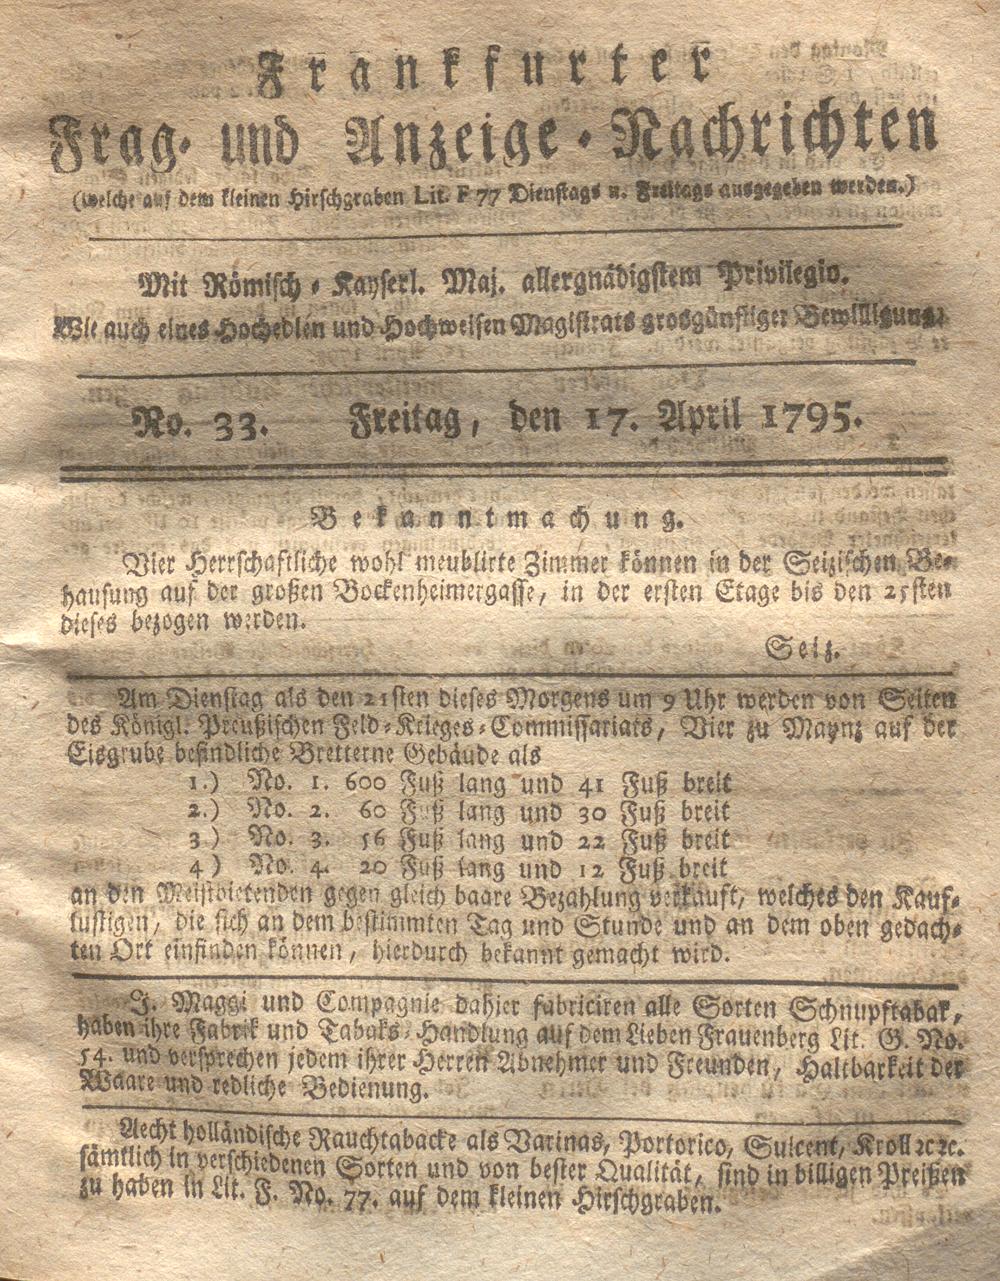 Frankfurter
Frag- und Anzeige-Nachrichten
(welche auf dem kleinen Hirschgraben Lit. F 77 Dienstags u. Freitags ausgegeben werden.)
Mit Römisch-Kayserl. Maj. allergnädigstem Privilegio.
Wie auch eines Hochedlen und Hochweisen Magistrats grosgünstiger Bewilligung.
No. 33. Freitag, den 17. April 1795.
Bekanntmachung.
Vier Herrschaftliche wohl meublirte Zimmer können in der Seizischen Be-
hausung auf der großen Bockenheimergasse, in der ersten Etage bis den 25sten
dieses bezogen werden.
Seiz.
Am Dienstag als den 21sten dieses Morgens um 9 Uhr werden von Seiten
des Königl. Preußischen Feld-Krieges-Commissariats, Vier zu Maynz auf der
Eisgrube befindliche Bretterne Gebäude als
1.) No. 1. 600 Fuß lang und 41 Fuß breit
2.) No. 2. 60 Fuß lang und 30 Fuß breit
3) No. 3. 56 Fuß lang und 22 Fuß breit
4) No. 4. 20 Fuß lang und 12 Fuß breit
an den Meistbietenden gegen gleich baare Bezahlung verkauft, welches den Kauf-
lustigen, die sich an dem bestimmten Tag und Stunde und an dem oben gedach-
ten Ort einfinden können, hierdurch bekannt gemacht wird.
J. Maggi und Compagnie dahier fabriciren alle Sorten Schnupftabak,
haben ihre Fabrik und Tabaks-Handlung auf dem Lieben Frauenberg Lit. G. No.
54. und versprechen jedem ihrer Herren Abnehmer und Freunden, Haltbarkeit der
Waare und redliche Bedienung.
Aecht holländische Rauchtabacke als Varinas, Portorico, Suicent, Kroll ꝛc ꝛc.
sämtlich in verschiedenen Sorten und von bester Qualität, sind in billigen Preißen
zu haben in Lit. F. No. 77. auf dem kleinen Hirschgraben.